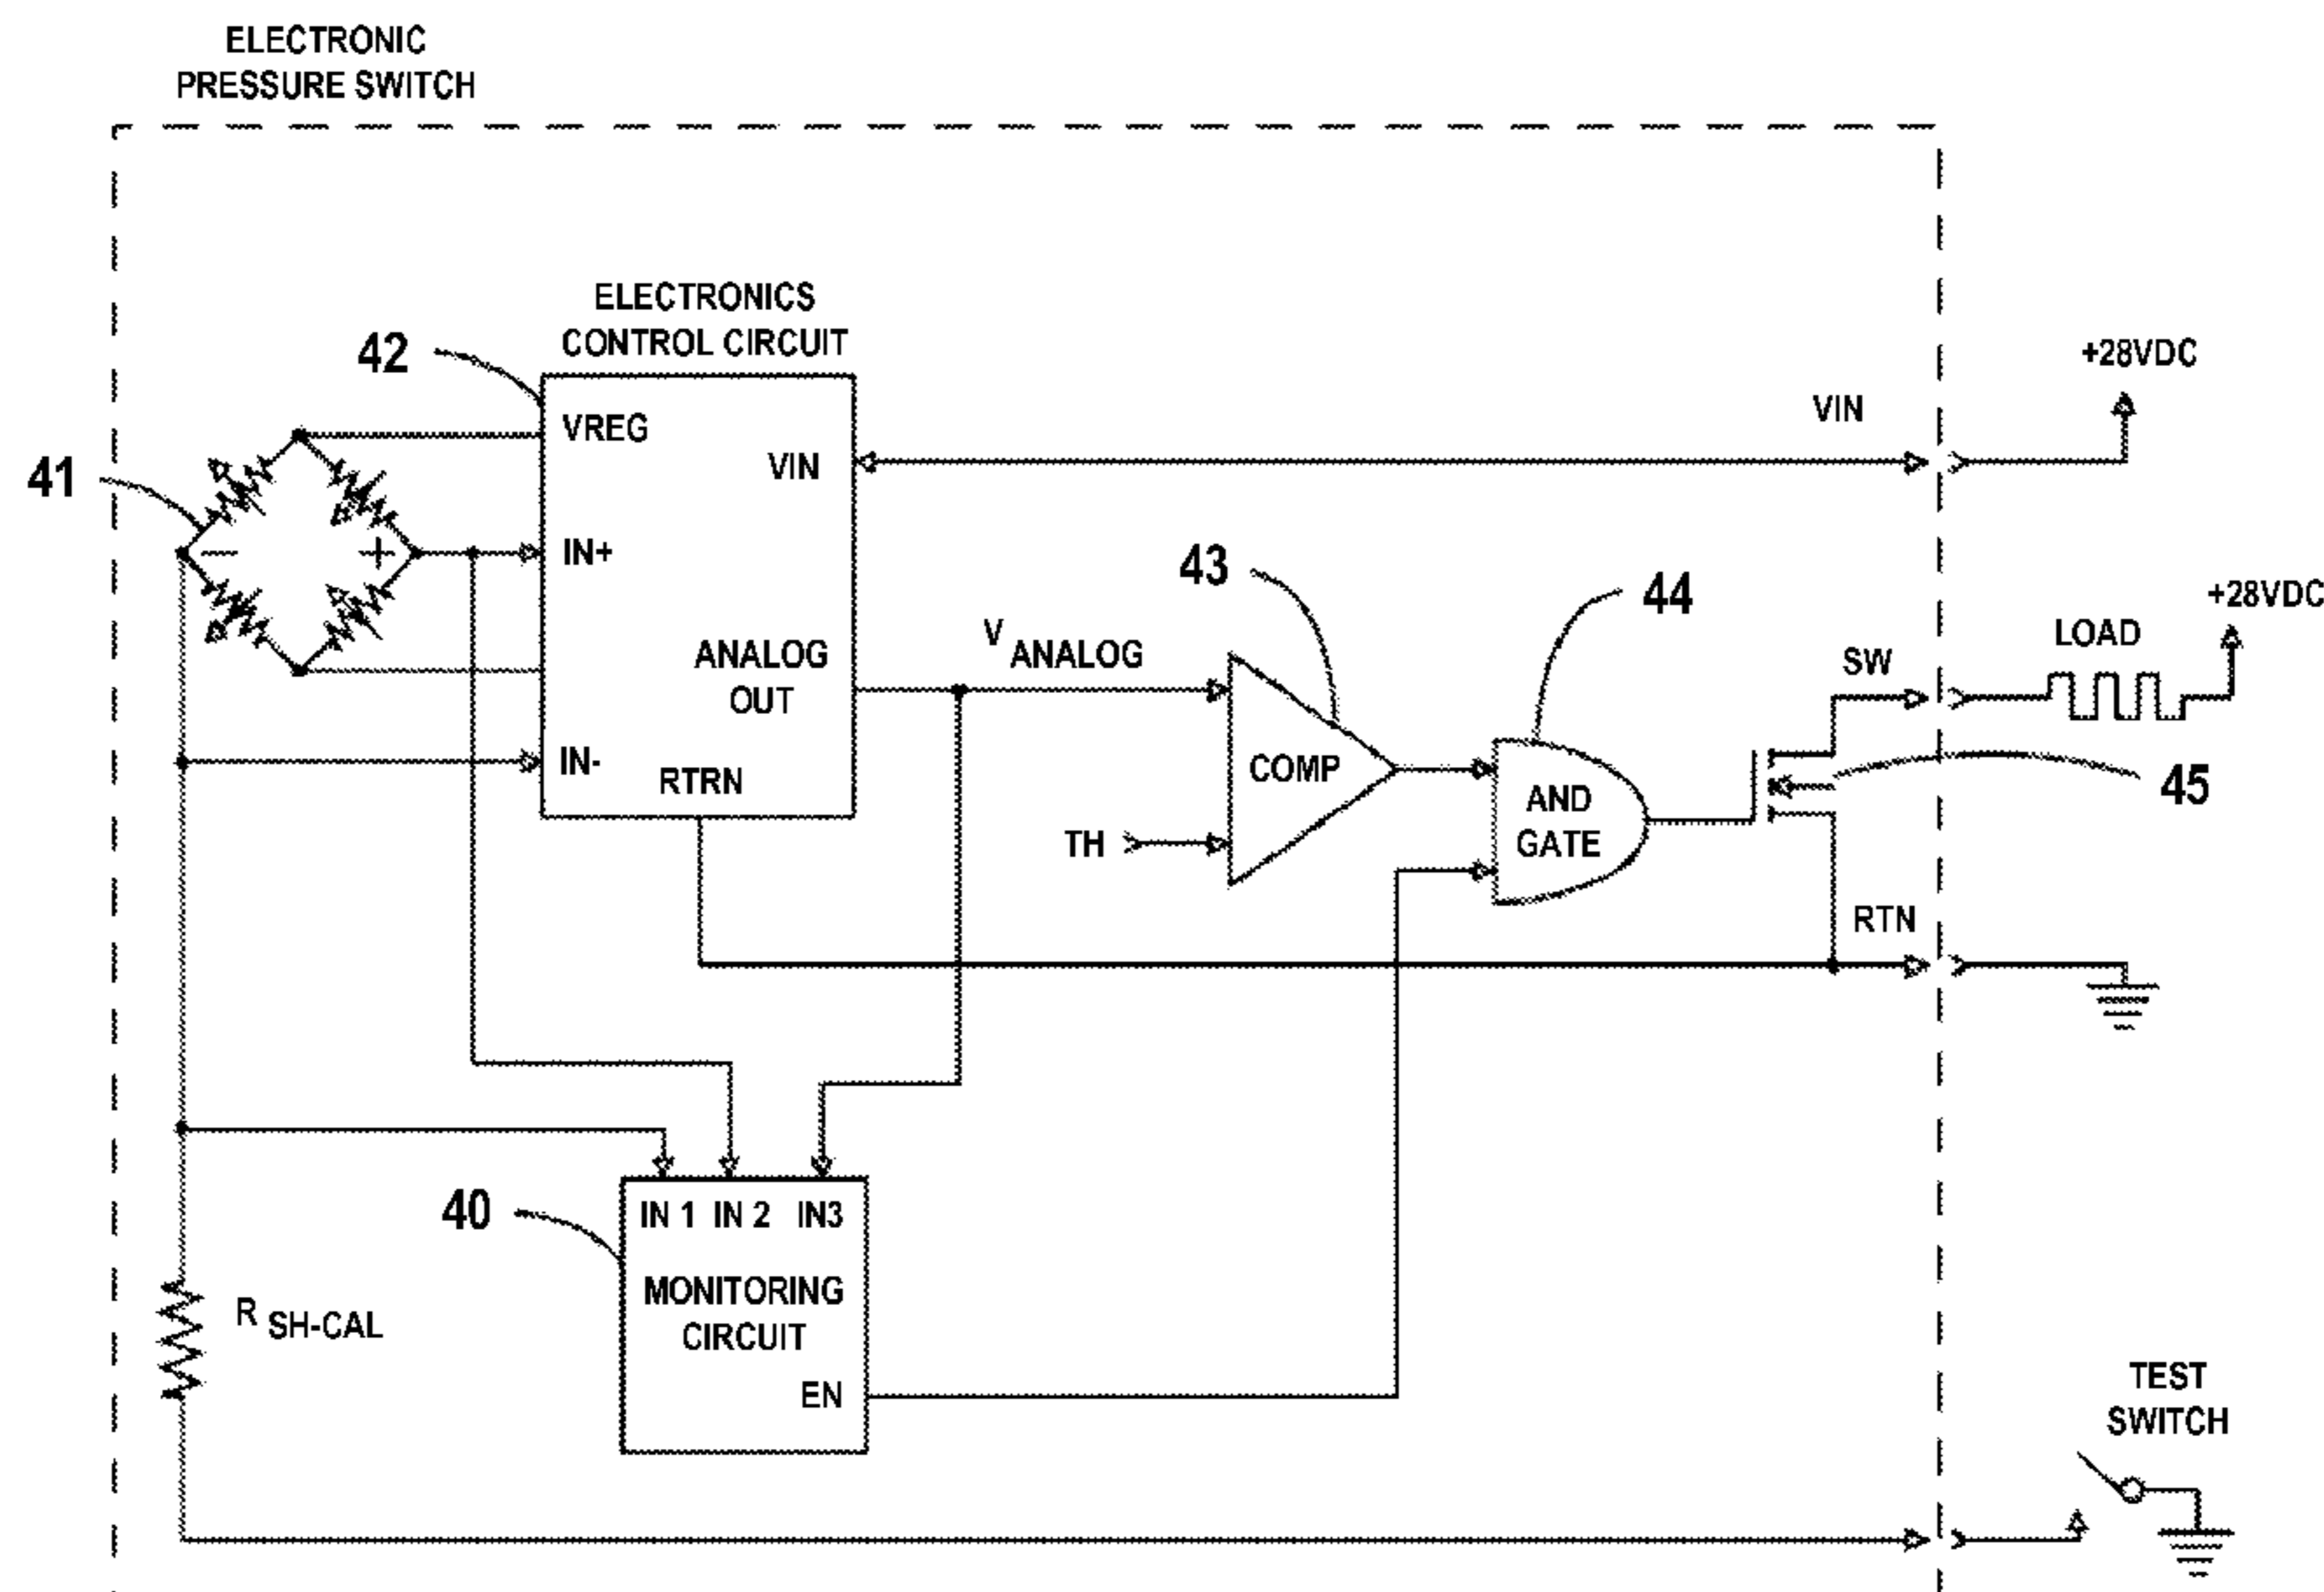 ELECTRONIC
PRESSURE SWITCH
ELECTRONICS
CONTROL CIRCUIT
42
+28VDC
VIN
VREG
41
VIN
− +
IN+
43
44
+28VDC
V ANALOG
LOAD
ANALOG
OUT
SW
IN-
RTRN
COMP
AND
GATE
45
TH
RTN
40
IN 1 IN 2 IN3
MONITORING
CIRCUIT
EN
R SH-CAL
TEST
SWITCH